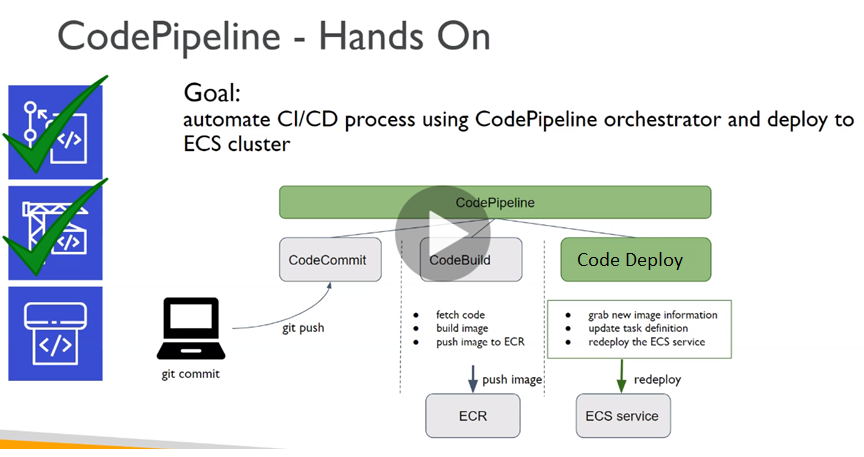 CodePipeline - Hands On
Goal:
automate CI/CD process using CodePipeline orchestrator and deploy to
ECS cluster
CodePipeline
CodeCommit
CodeBuild
Code Deploy
git push
git commit
fetch code
build image
push image to ECR
grab new image information
update task definition
redeploy the ECS service
push image
redeploy
ECR
ECS service